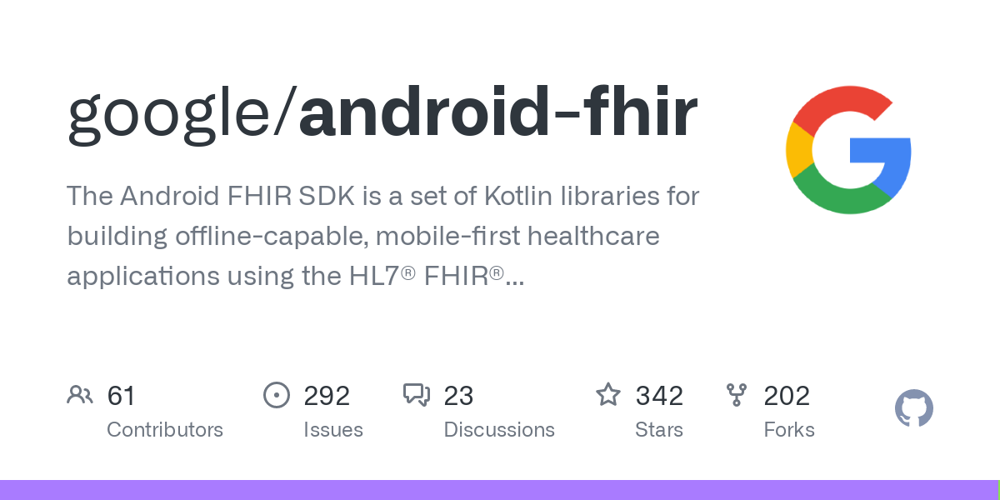 google/android-fhir
The Android FHIR SDK is a set of Kotlin libraries for
building offline-capable, mobile-first healthcare
applications using the HL7® FHIR®...
61 292 23 342 202
Contributors Issues Discussions Stars Forks